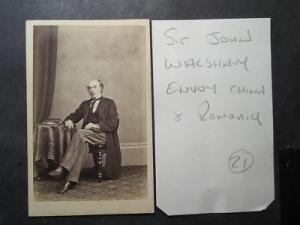 Sir JOHN
WALSHAM
ENVOY CHINA
& Romania
21